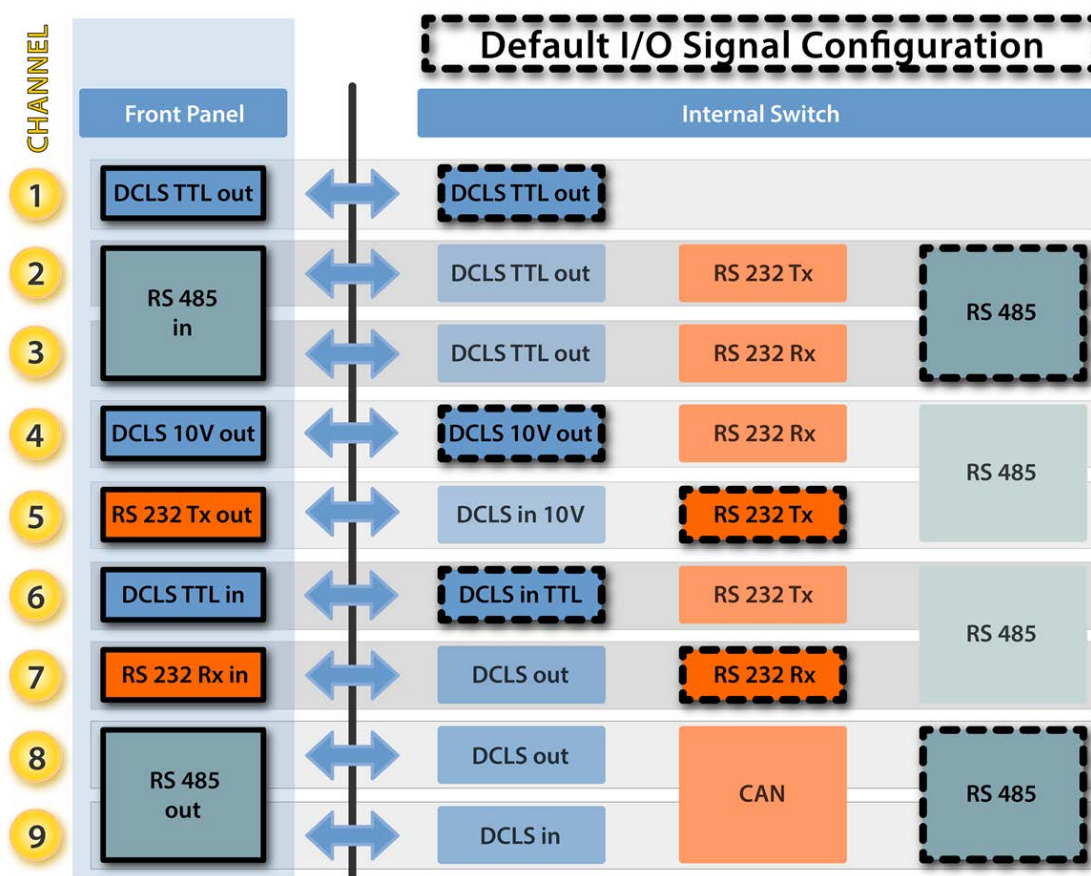 CHANNEL
Default I/O Signal Configuration
Front Panel
Internal Switch
1
DCLS TTL out
DCLS TTL out
2
DCLS TTL out
RS 232 Tx
RS 485
in
RS 485
3
DCLS TTL out
RS 232 Rx
4
DCLS 10V out
DCLS 10V out
RS 232 Rx
RS 485
5
RS 232 Tx out
DCLS in 10V
RS 232 Tx
6
DCLS TTL in
DCLS in TTL
RS 232 Tx
RS 485
7
RS 232 Rx in
DCLS out
RS 232 Rx
8
DCLS out
RS 485
out
CAN
RS 485
9
DCLS in